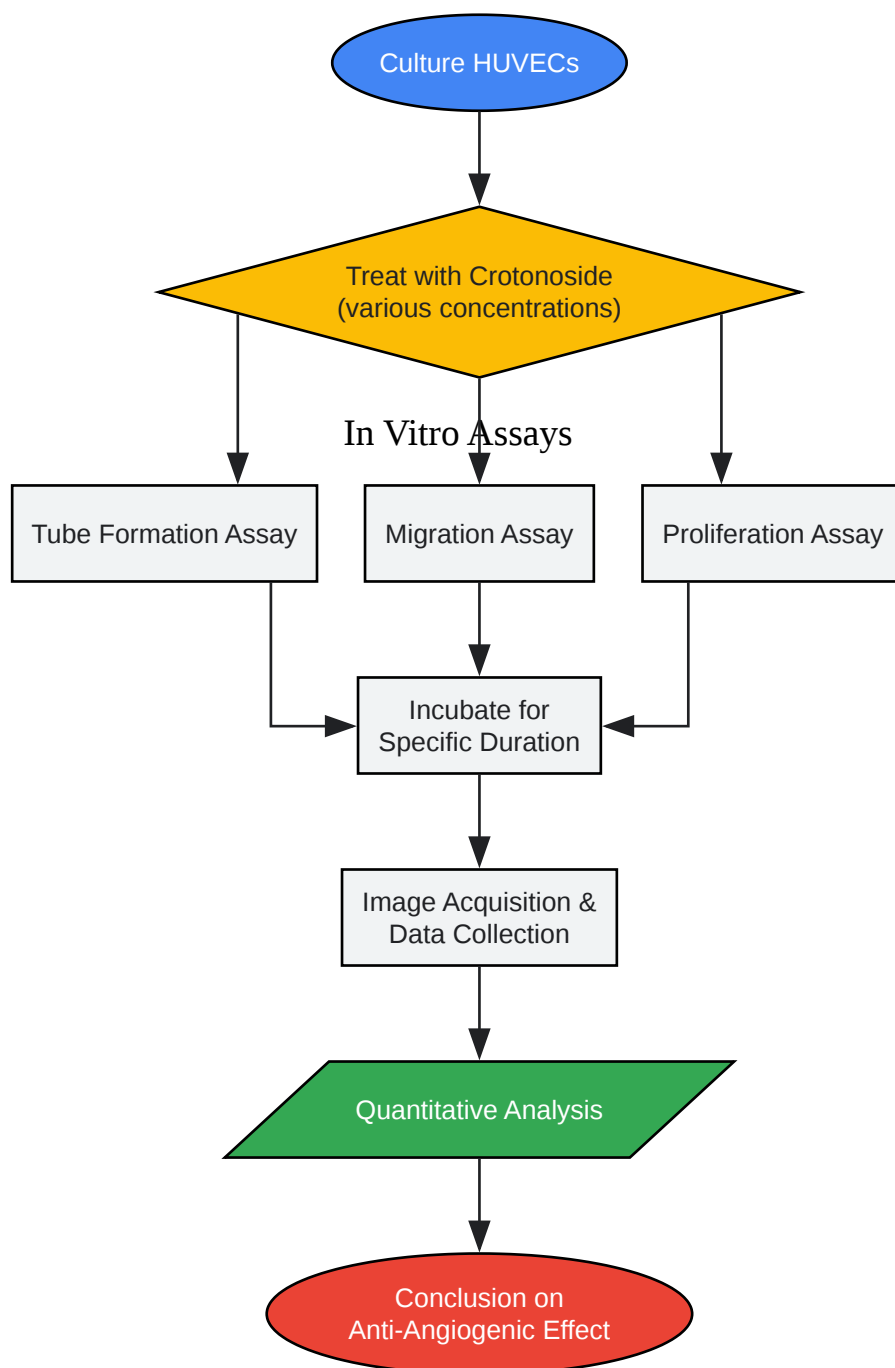 Culture HUVECs
Treat with Crotonoside
(various concentrations)
In Vitro Assays
Tube Formation Assay
Migration Assay
Proliferation Assay
Incubate for
Specific Duration
Image Acquisition &
Data Collection
Quantitative Analysis
Conclusion on
Anti-Angiogenic Effect